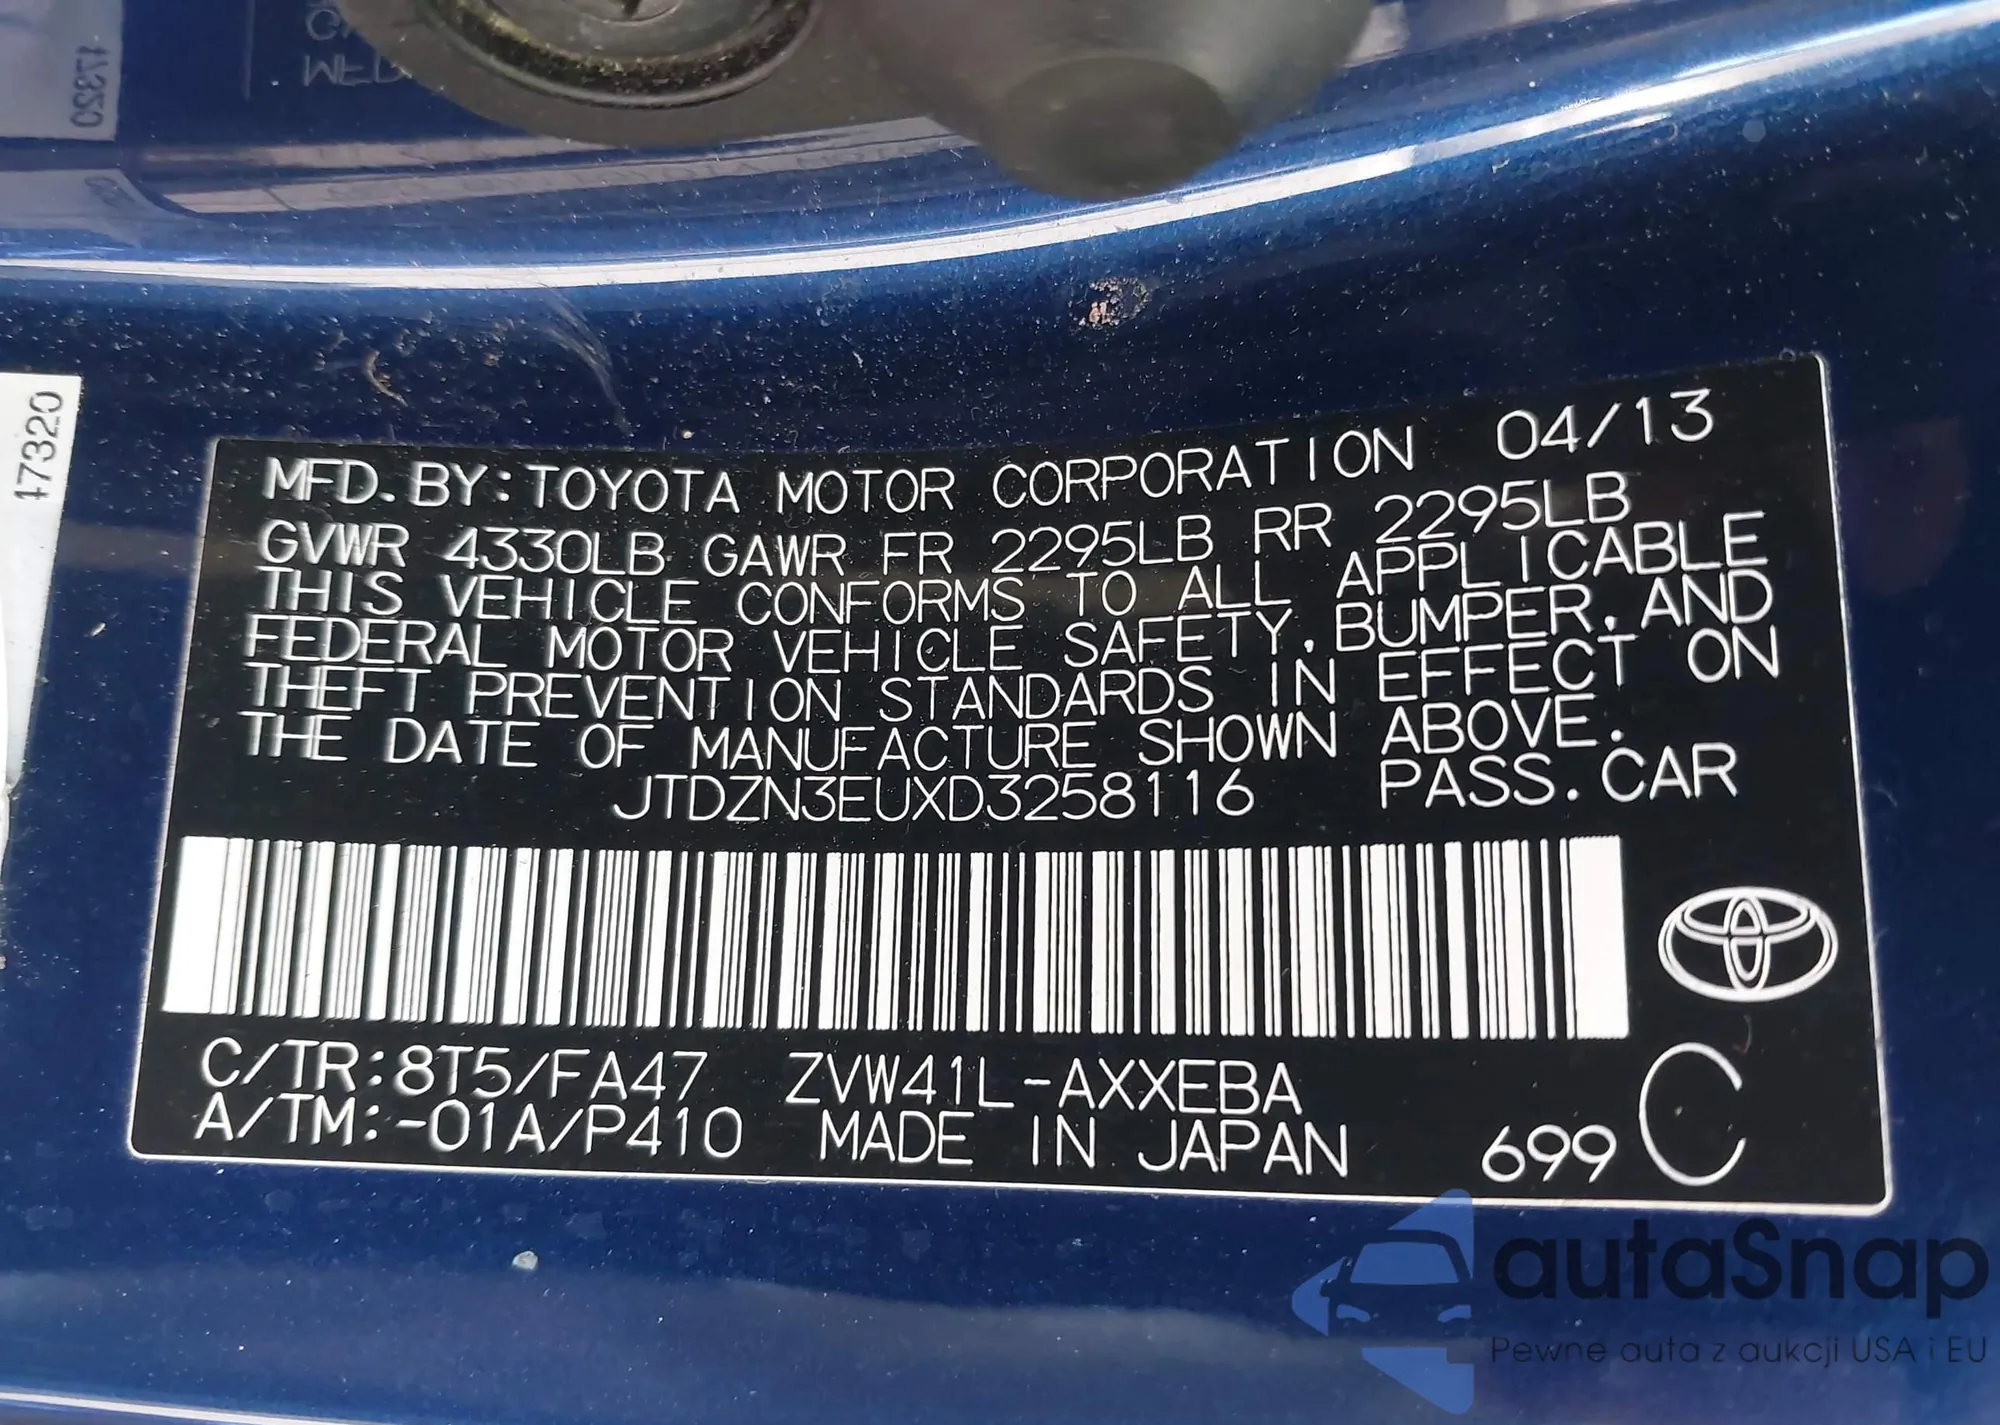 17320
17320
MFD. BY: TOYOTA MOTOR CORPORATION 04/13
GVWR 4330LB GAWR FR 2295LB RR 2295LB
THIS VEHICLE CONFORMS TO ALL APPLICABLE
FEDERAL MOTOR VEHICLE SAFETY, BUMPER, AND
THEFT PREVENTION STANDARDS IN EFFECT ON
THE DATE OF MANUFACTURE SHOWN ABOVE.
JTDZN3EUXD3258116 PASS. CAR
C/TR:8T5/FA47 ZVW41L-AXXEBA
A/TM:-01A/P410 MADE IN JAPAN 699 C
autaSnap
Pewne auta z aukcji USA i EU